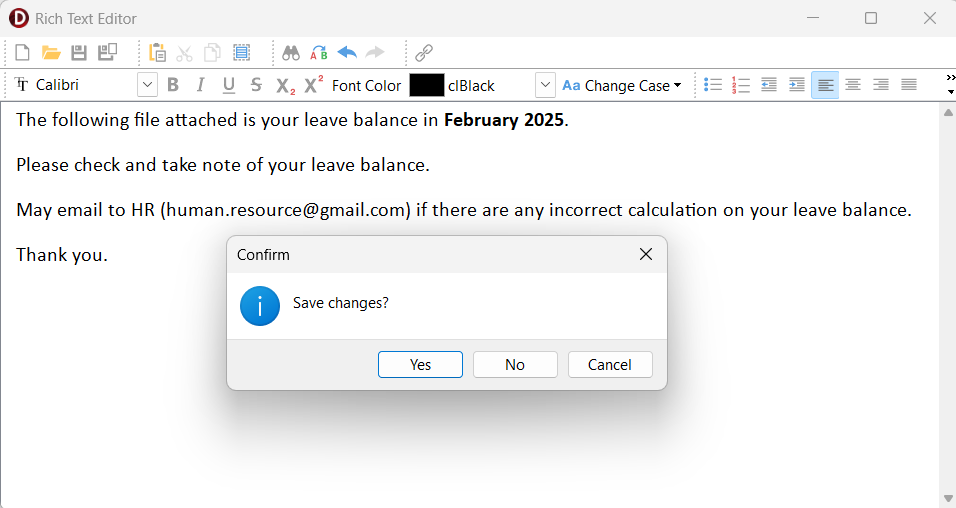 Rich Text Editor
Calibri B I U S X₂ X² Font Color clBlack Aa Change Case
The following file attached is your leave balance in February 2025.
Please check and take note of your leave balance.
May email to HR (human.resource@gmail.com) if there are any incorrect calculation on your leave balance.
Thank you.
Confirm
Save changes?
Yes No Cancel